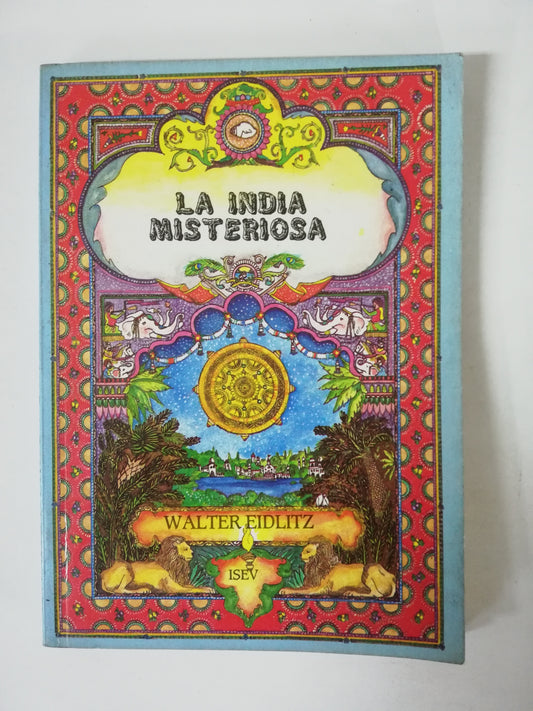 LA INDIA
MISTERIOSA
WALTER EIDLITZ
ISEV